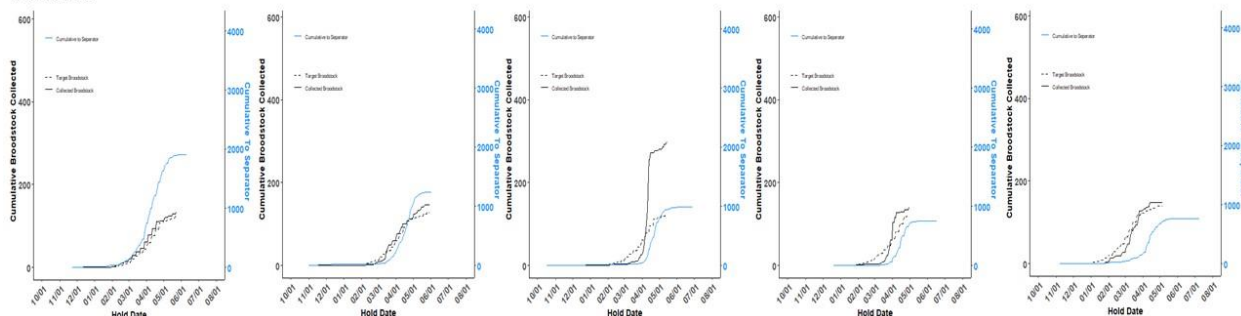 600
400
200
0
Cumulative Broodstock Collected
Cumulative to Separator
Target Broodstock
Collected Broodstock
4000
3000
2000
1000
0
Cumulative To Separator
10/01 11/01 12/01 01/01 02/01 03/01 04/01 05/01 06/01 07/01 08/01
Hold Date
600
400
200
0
Cumulative Broodstock Collected
Cumulative to Separator
Target Broodstock
Collected Broodstock
4000
3000
2000
1000
0
Cumulative To Separator
10/01 11/01 12/01 01/01 02/01 03/01 04/01 05/01 06/01 07/01 08/01
Hold Date
600
400
200
0
Cumulative Broodstock Collected
Cumulative to Separator
Target Broodstock
Collected Broodstock
4000
3000
2000
1000
0
Cumulative To Separator
10/01 11/01 12/01 01/01 02/01 03/01 04/01 05/01 06/01 07/01 08/01
Hold Date
600
400
200
0
Cumulative Broodstock Collected
Cumulative to Separator
Target Broodstock
Collected Broodstock
4000
3000
2000
1000
0
Cumulative To Separator
10/01 11/01 12/01 01/01 02/01 03/01 04/01 05/01 06/01 07/01 08/01
Hold Date
600
400
200
0
Cumulative Broodstock Collected
Cumulative to Separator
Target Broodstock
Collected Broodstock
4000
3000
2000
1000
0
10/01 11/01 12/01 01/01 02/01 03/01 04/01 05/01 06/01 07/01 08/01
Hold Date